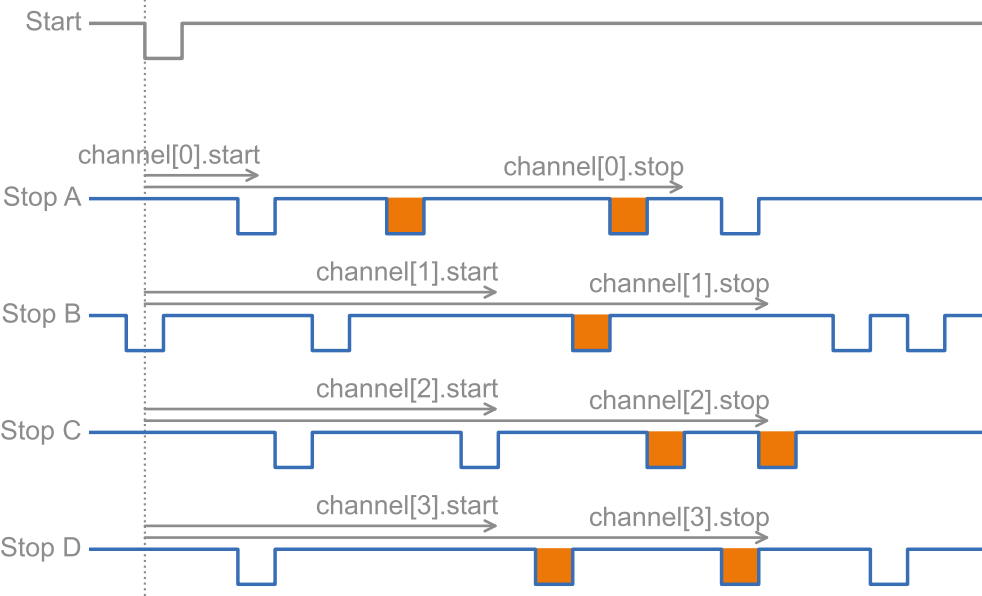 Start
channel[0].start
channel[0].stop
Stop A
channel[1].start
channel[1].stop
Stop B
channel[2].start
channel[2].stop
Stop C
channel[3].start
channel[3].stop
Stop D